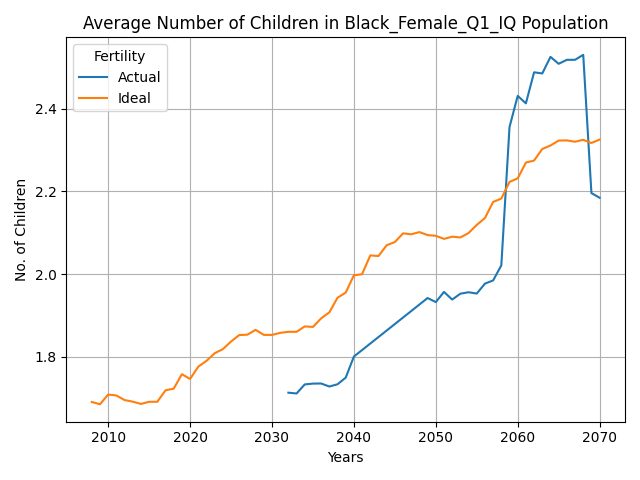 Average Number of Children in Black_Female_Q1_IQ Population
Fertility
Actual
Ideal
2.4
2.2
2.0
1.8
No. of Children
2010 2020 2030 2040 2050 2060 2070
Years